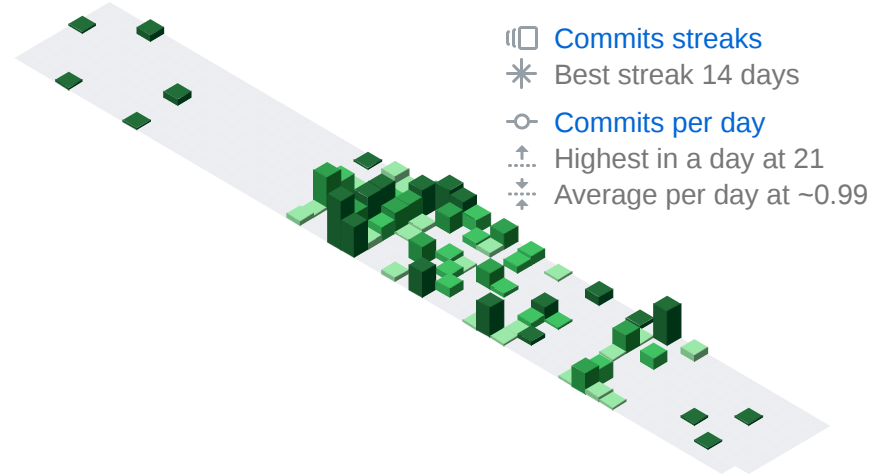 Commits streaks
Best streak 14 days
Commits per day
Highest in a day at 21
Average per day at ~0.99